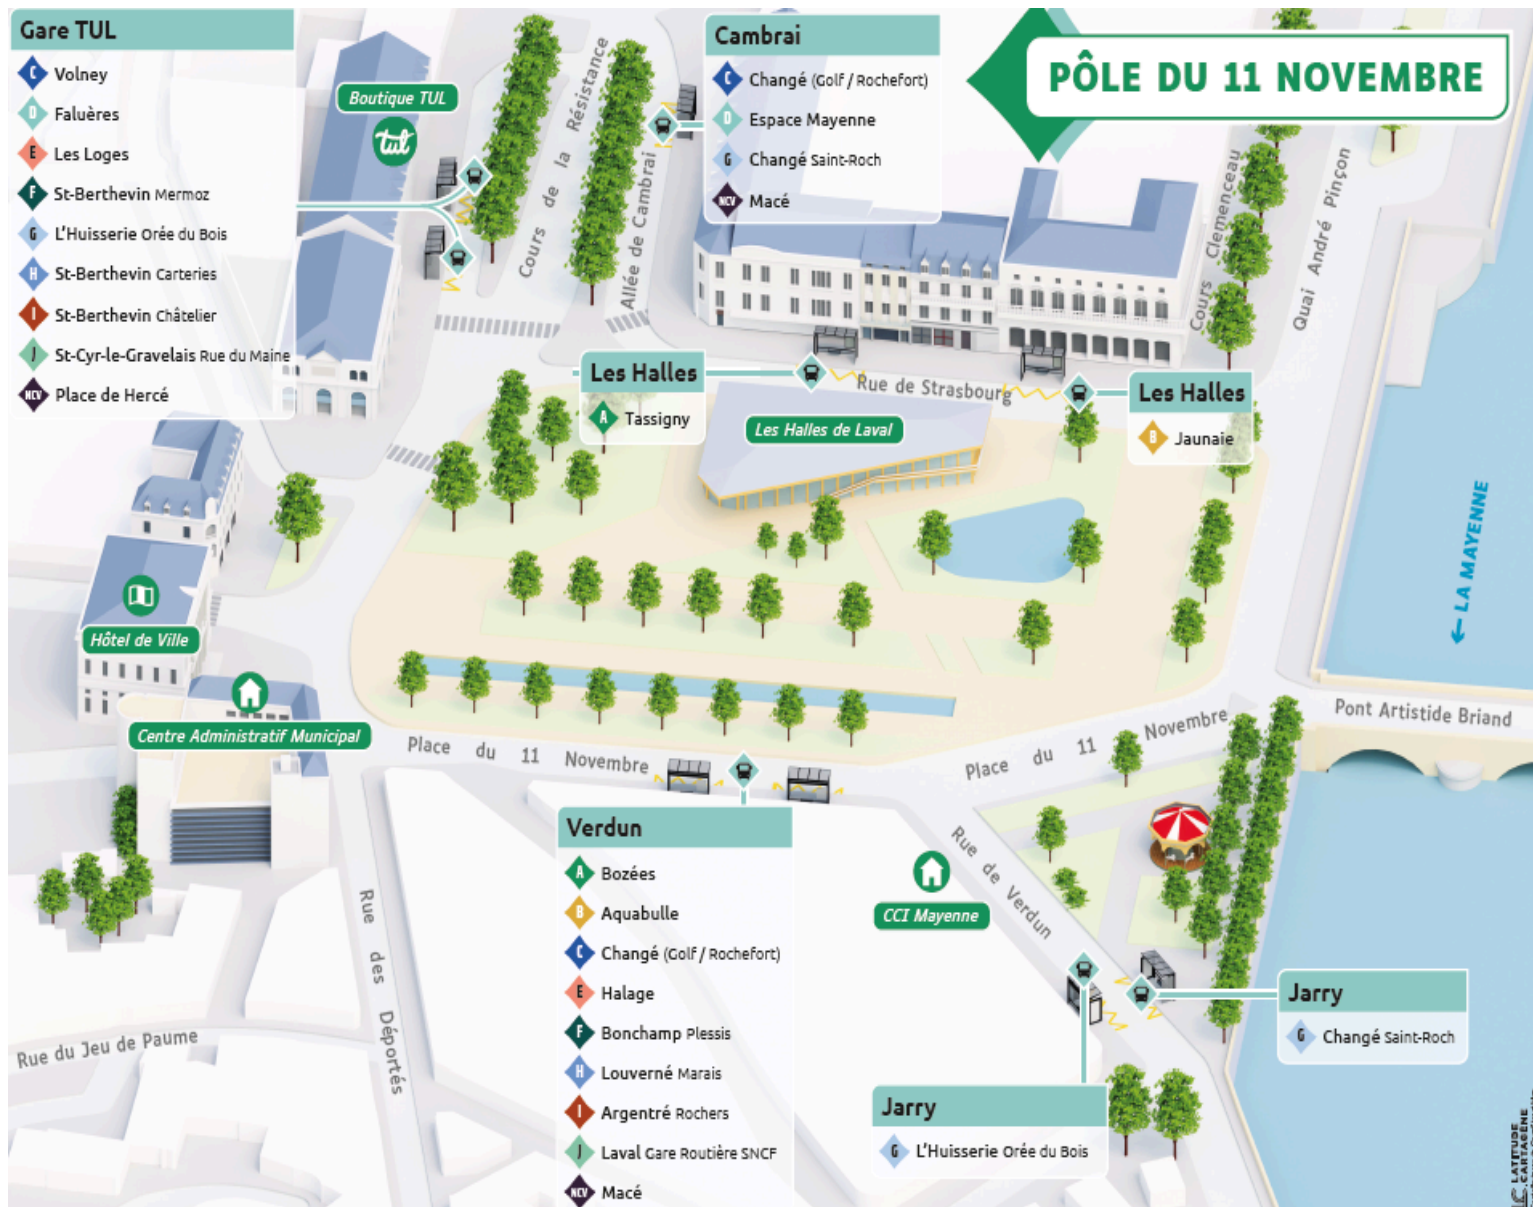 Gare TUL
C Volney
D Faluères
E Les Loges
F St-Berthevin Mermoz
G L'Huisserie Orée du Bois
H St-Berthevin Carteries
I St-Berthevin Châtelier
J St-Cyr-le-Gravelais Rue du Maine
NCV Place de Hercé
Boutique TUL
tul
Cours de la Résistance
Allée de Cambrai
Cambrai
C Changé (Golf / Rochefort)
D Espace Mayenne
G Changé Saint-Roch
NCV Macé
PÔLE DU 11 NOVEMBRE
Cours Clemenceau
Quai André Pinçon
Les Halles
A Tassigny
Rue de Strasbourg
Les Halles de Laval
Les Halles
B Jaunaie
← LA MAYENNE
Hôtel de Ville
Centre Administratif Municipal
Place du 11 Novembre
Place du 11 Novembre
Pont Artistide Briand
Verdun
A Bozées
B Aquabulle
C Changé (Golf / Rochefort)
E Halage
F Bonchamp Plessis
H Louverné Marais
I Argentré Rochers
J Laval Gare Routière SNCF
NCV Macé
Rue de Verdun
CCI Mayenne
Rue des Déportés
Rue du Jeu de Paume
Jarry
G Changé Saint-Roch
Jarry
G L'Huisserie Orée du Bois
LATITUDE
CARTAGÈNE